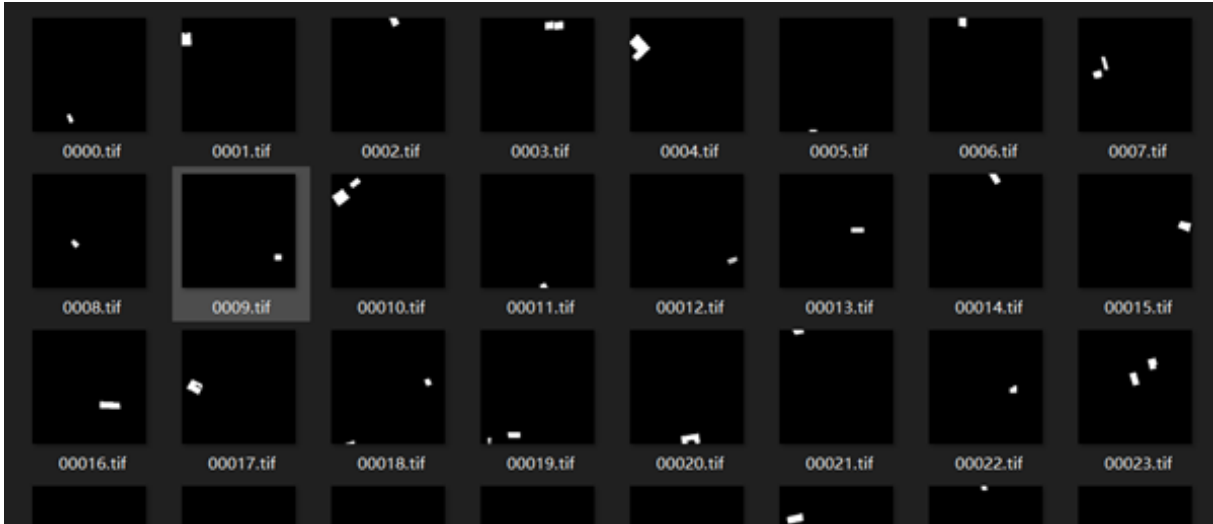 0000.tif 0001.tif 0002.tif 0003.tif 0004.tif 0005.tif 0006.tif 0007.tif
0008.tif 0009.tif 00010.tif 00011.tif 00012.tif 00013.tif 00014.tif 00015.tif
00016.tif 00017.tif 00018.tif 00019.tif 00020.tif 00021.tif 00022.tif 00023.tif